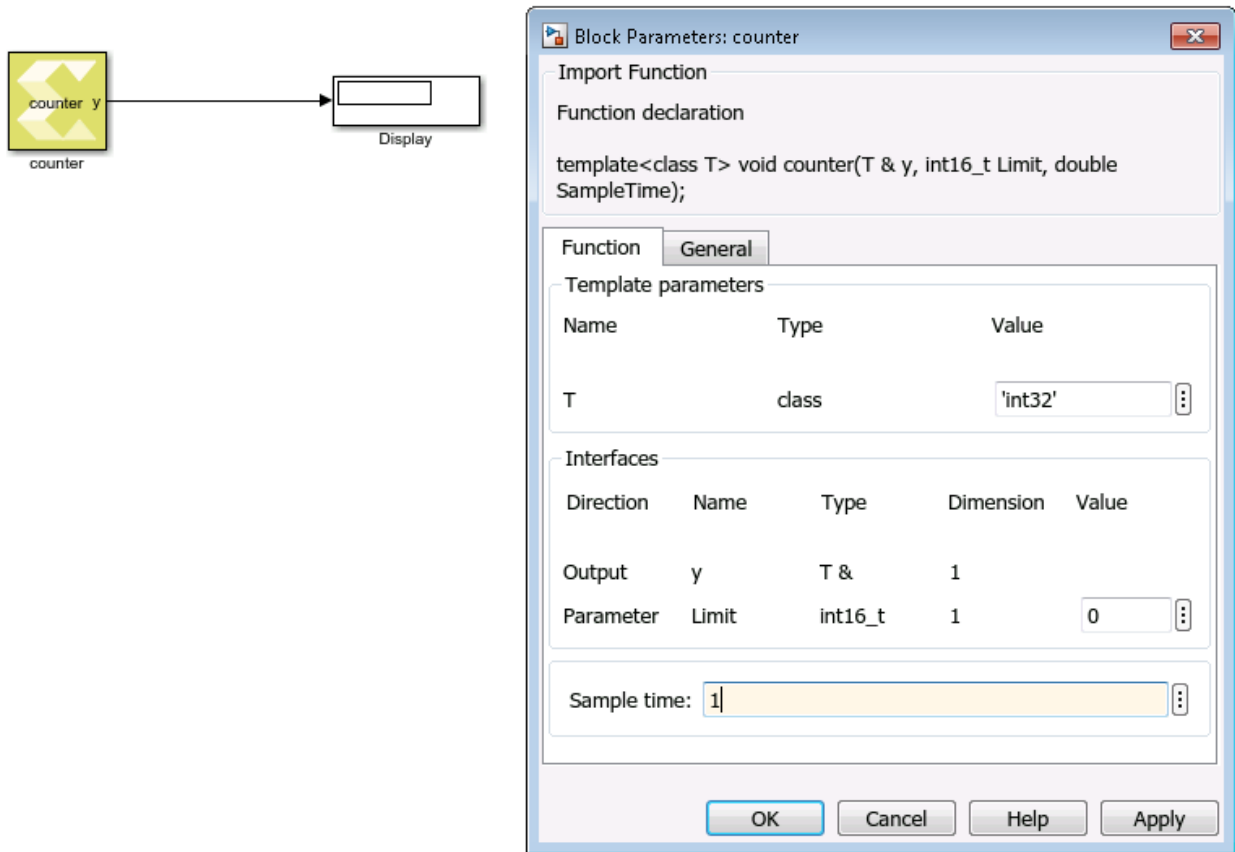 counter y
counter
Display
Block Parameters: counter
Import Function
Function declaration
template<class T> void counter(T & y, int16_t Limit, double
SampleTime);
Function General
Template parameters
Name Type Value
T class 'int32'
Interfaces
Direction Name Type Dimension Value
Output y T & 1
Parameter Limit int16_t 1 0
Sample time: 1
OK Cancel Help Apply